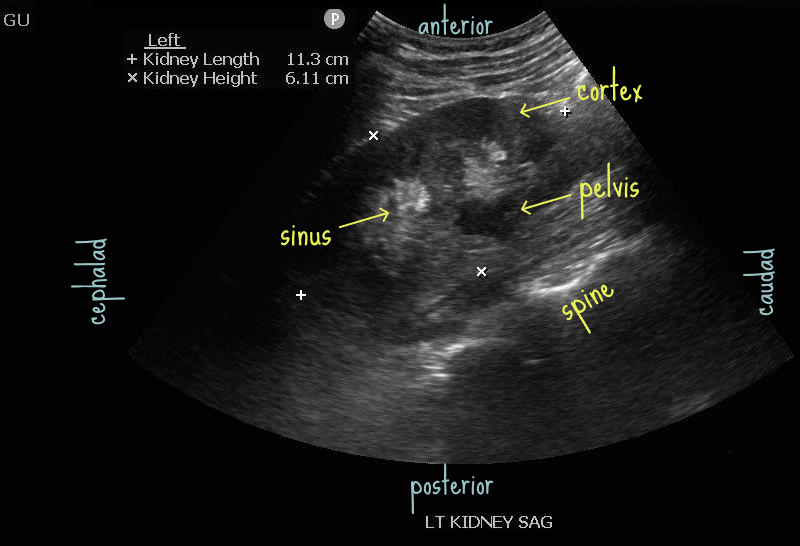 GU
P
Left
+ Kidney Length 11.3 cm
× Kidney Height 6.11 cm
anterior
cortex
pelvis
sinus
cephalad
caudad
spine
posterior
LT KIDNEY SAG